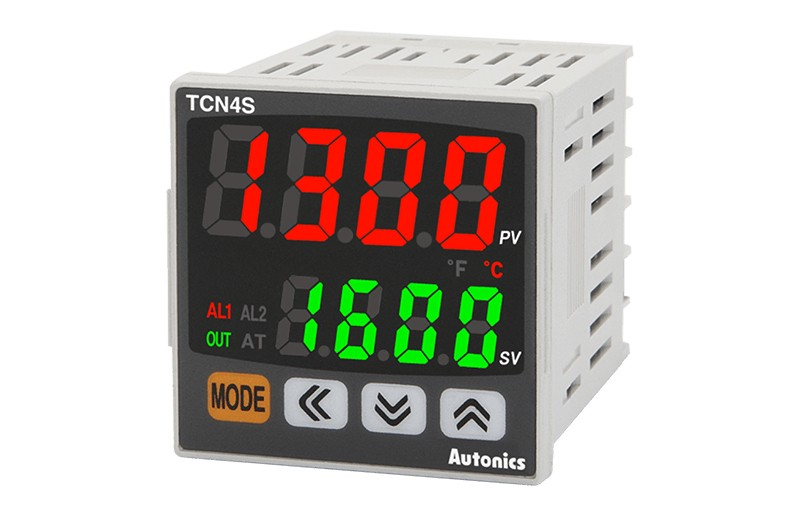 TCN4S
1300
PV
°F °C
AL1 AL2
1600
OUT AT
SV
MODE
Autonics